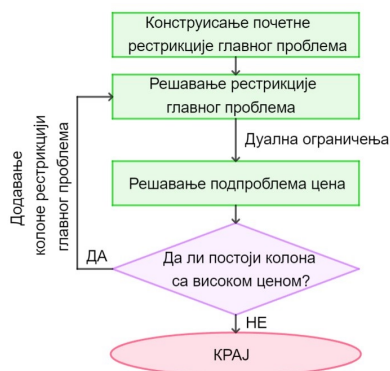 Конструисање почетне
рестрикције главног проблема
Решавање рестрикције
главног проблема
Дуална ограничења
Решавање подпроблема цена
Да ли постоји колона
са високом ценом?
ДА
Додавање
колоне рестрикцији
главног проблема
НЕ
КРАЈ